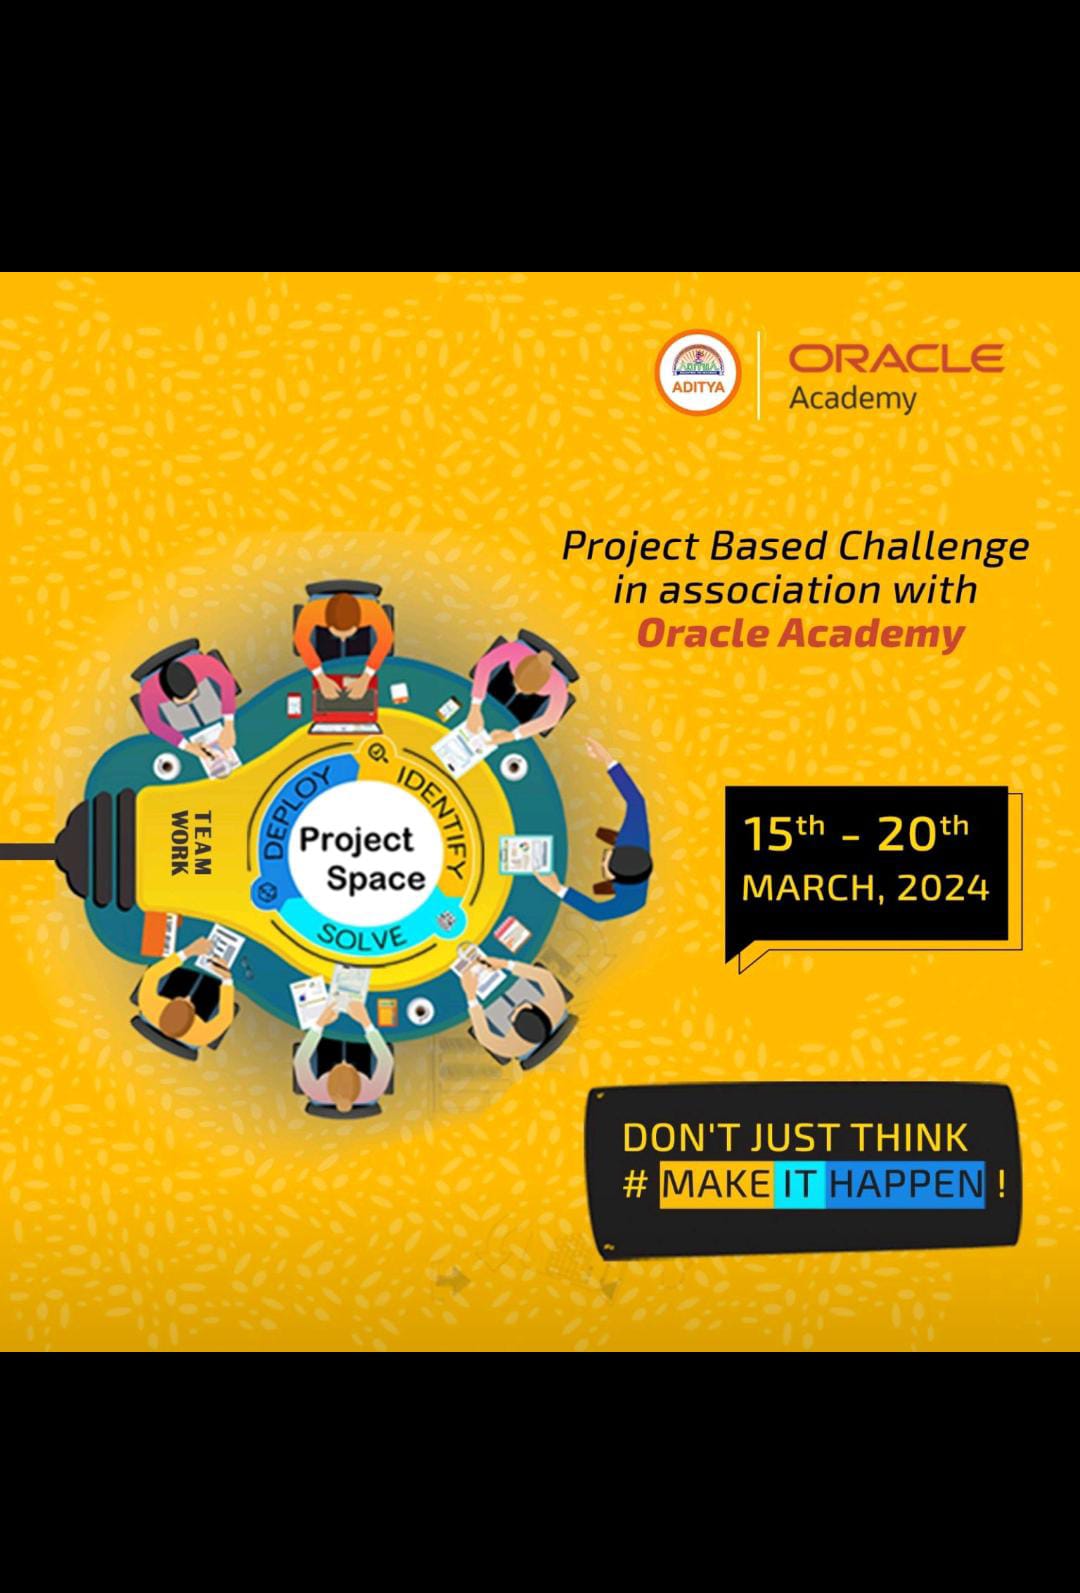 ADITYA
ADITYA
ORACLE
Academy
Project Based Challenge
in association with
Oracle Academy
TEAM
WORK
DEPLOY
IDENTIFY
SOLVE
Project
Space
15th - 20th
MARCH, 2024
DON'T JUST THINK
# MAKE IT HAPPEN !